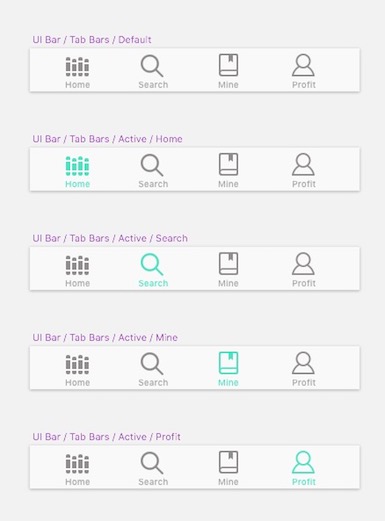 UI Bar / Tab Bars / Default
Home Search Mine Profit
UI Bar / Tab Bars / Active / Home
Home Search Mine Profit
UI Bar / Tab Bars / Active / Search
Home Search Mine Profit
UI Bar / Tab Bars / Active / Mine
Home Search Mine Profit
UI Bar / Tab Bars / Active / Profit
Home Search Mine Profit